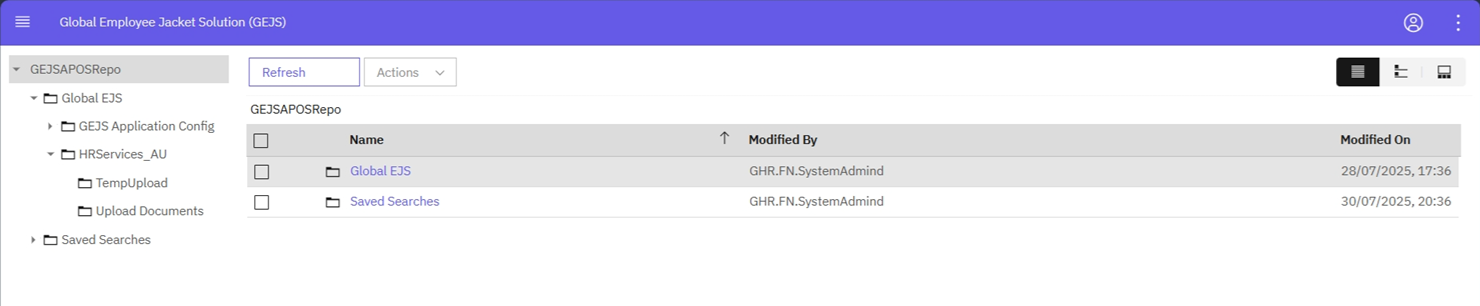 Global Employee Jacket Solution (GEJS)
GEJSAPOSRepo
Global EJS
GEJS Application Config
HRServices_AU
TempUpload
Upload Documents
Saved Searches
Refresh
Actions
GEJSAPOSRepo
Name Modified By Modified On
Global EJS GHR.FN.SystemAdmind 28/07/2025, 17:36
Saved Searches GHR.FN.SystemAdmind 30/07/2025, 20:36